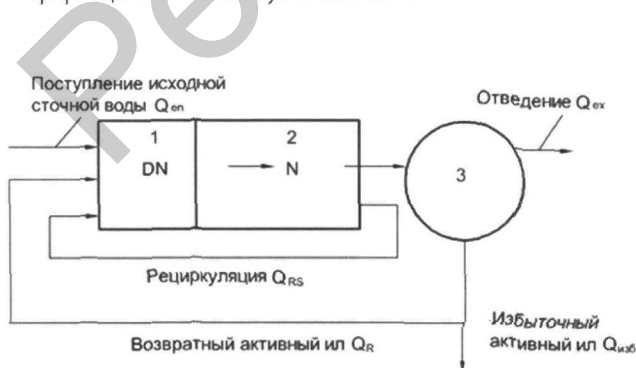 Поступление исходной
сточной воды Qen
Отведение Qex
1
DN
2
N
3
Рециркуляция QRS
Возвратный активный ил QR
Избыточный
активный ил Qизб